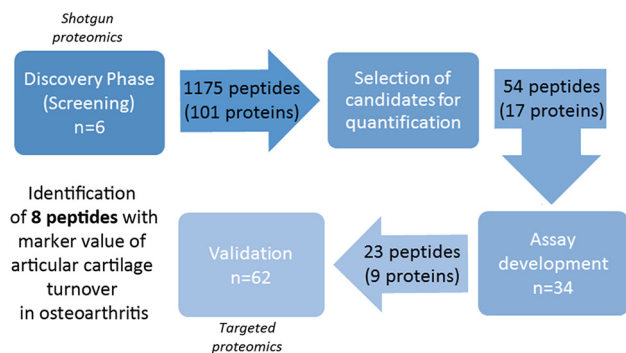 Shotgun
proteomics
Discovery Phase
(Screening)
n=6
1175 peptides
(101 proteins)
Selection of
candidates for
quantification
54 peptides
(17 proteins)
Assay
development
n=34
23 peptides
(9 proteins)
Validation
n=62
Targeted
proteomics
Identification
of 8 peptides with
marker value of
articular cartilage
turnover
in osteoarthritis